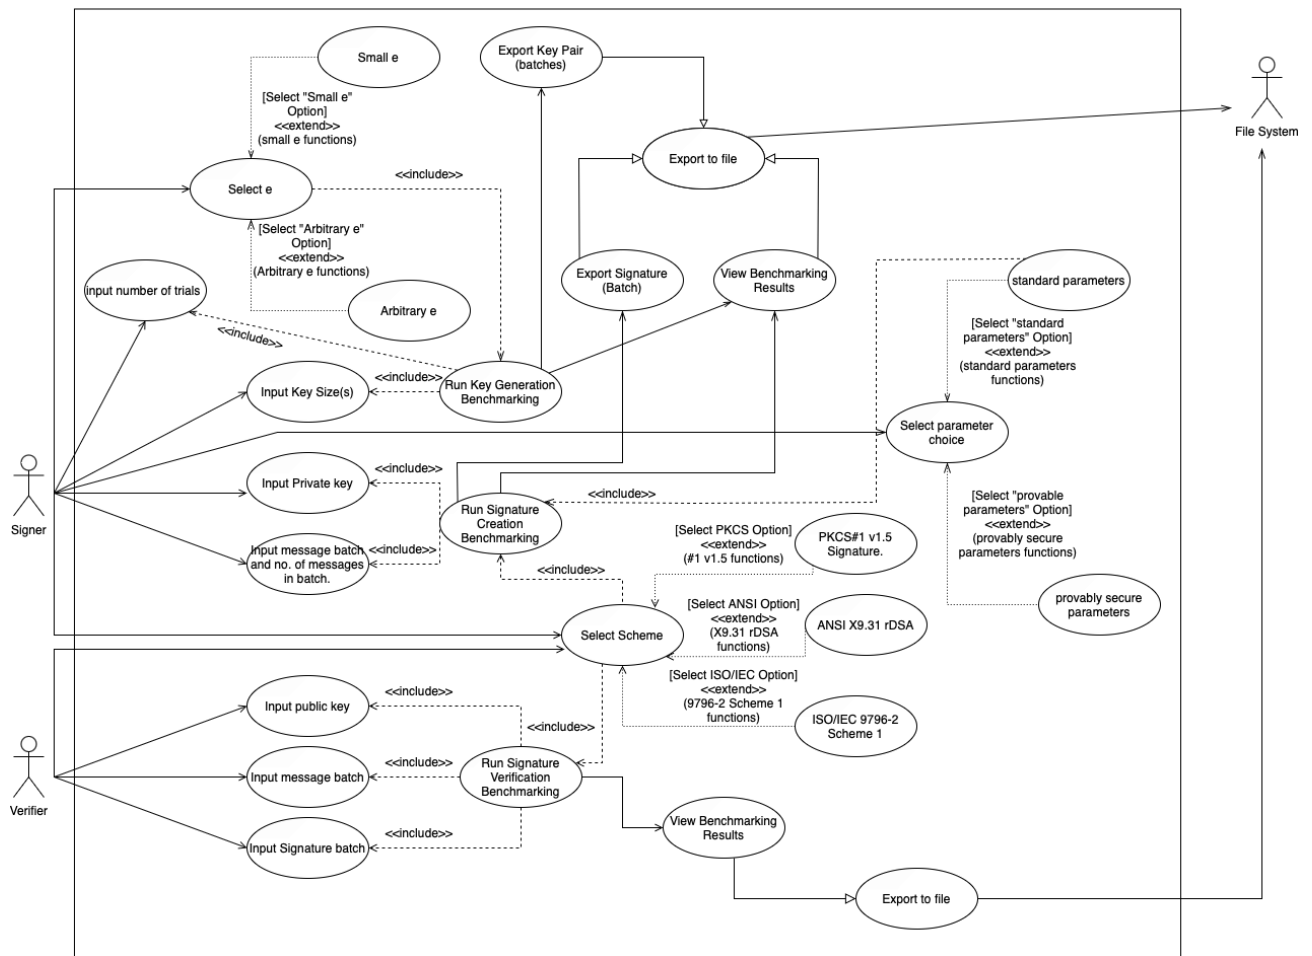 Small e
Export Key Pair
(batches)
[Select "Small e"
Option]
<<extend>>
(small e functions)
File System
Export to file
<<include>>
Select e
[Select "Arbitrary e"
Option]
<<extend>>
(Arbitrary e functions)
input number of trials
Arbitrary e
Export Signature
(Batch)
View Benchmarking
Results
standard parameters
<<include>>
[Select "standard
parameters" Option]
<<extend>>
(standard parameters
functions)
Input Key Size(s)
<<include>>
Run Key Generation
Benchmarking
Select parameter
choice
Signer
Input Private key
<<include>>
<<include>>
Run Signature
Creation
Benchmarking
[Select "provable
parameters" Option]
<<extend>>
(provably secure
parameters functions)
Input message batch
and no. of messages
in batch.
<<include>>
[Select PKCS Option]
<<extend>>
(#1 v1.5 functions)
PKCS#1 v1.5
Signature.
<<include>>
provably secure
parameters
Select Scheme
[Select ANSI Option]
<<extend>>
(X9.31 rDSA
functions)
ANSI X9.31 rDSA
[Select ISO/IEC Option]
<<extend>>
(9796-2 Scheme 1
functions)
ISO/IEC 9796-2
Scheme 1
Input public key
<<include>>
<<include>>
Verifier
Input message batch
<<include>>
Run Signature
Verification
Benchmarking
Input Signature batch
<<include>>
View Benchmarking
Results
Export to file